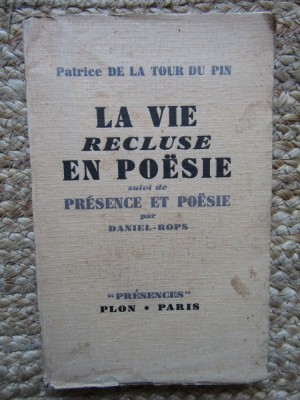 Patrice DE LA TOUR DU PIN
LA VIE
RECLUSE
EN POËSIE
suivi de
PRÉSENCE ET POËSIE
par
DANIEL-ROPS
"PRÉSENCES"
PLON • PARIS